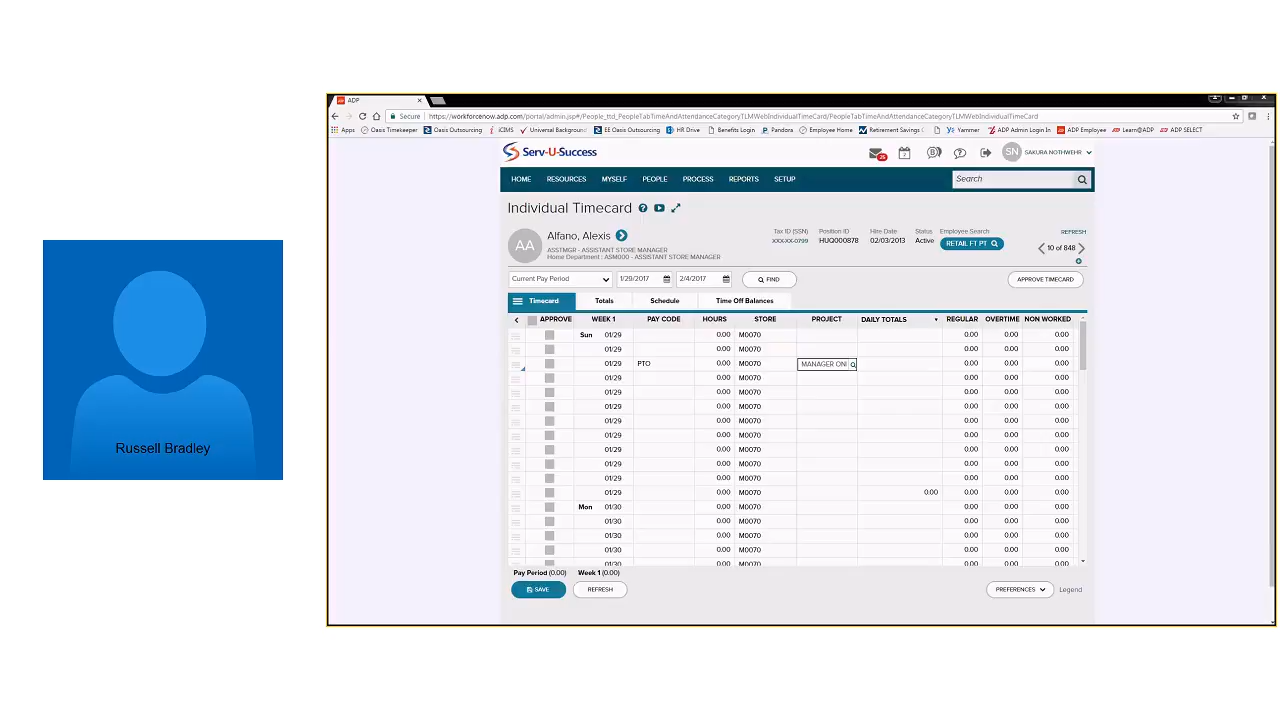 Russell Bradley
ADP
Secure https://workforcenow.adp.com/portal/admin.jsp#/People_ttd_PeopleTabTimeAndAttendanceCategoryTLMWebIndividualTimeCard/PeopleTabTimeAndAttendanceCategoryTLMWebIndividualTimeCard
Apps Oasis Timekeeper Oasis Outsourcing iCIMS Universal Background EE Oasis Outsourcing HR Drive Benefits Login Pandora Employee Home Retirement Savings Yammer ADP Admin Login In ADP Employee Learn@ADP ADP SELECT
Serv-U-Success
SN SAKURA NOTHWEHR
HOME RESOURCES MYSELF PEOPLE PROCESS REPORTS SETUP Search
Individual Timecard
AA Alfano, Alexis
ASSTMGR - ASSISTANT STORE MANAGER
Home Department : ASM000 - ASSISTANT STORE MANAGER
Tax ID (SSN) Position ID Hire Date Status Employee Search REFRESH
XXX-XX-0799 HUQ000878 02/03/2013 Active RETAIL FT PT 10 of 848
Current Pay Period 1/29/2017 2/4/2017 FIND APPROVE TIMECARD
Timecard Totals Schedule Time Off Balances
APPROVE WEEK 1 PAY CODE HOURS STORE PROJECT DAILY TOTALS REGULAR OVERTIME NON WORKED
Sun 01/29 0.00 M0070 0.00 0.00 0.00
01/29 0.00 M0070 0.00 0.00 0.00
01/29 PTO 0.00 M0070 MANAGER ON 0.00 0.00 0.00
01/29 0.00 M0070 0.00 0.00 0.00
01/29 0.00 M0070 0.00 0.00 0.00
01/29 0.00 M0070 0.00 0.00 0.00
01/29 0.00 M0070 0.00 0.00 0.00
01/29 0.00 M0070 0.00 0.00 0.00
01/29 0.00 M0070 0.00 0.00 0.00
01/29 0.00 M0070 0.00 0.00 0.00
01/29 0.00 M0070 0.00 0.00 0.00
01/29 0.00 M0070 0.00 0.00 0.00 0.00
Mon 01/30 0.00 M0070 0.00 0.00 0.00
01/30 0.00 M0070 0.00 0.00 0.00
01/30 0.00 M0070 0.00 0.00 0.00
01/30 0.00 M0070 0.00 0.00 0.00
01/30 0.00 M0070 0.00 0.00 0.00
Pay Period (0.00) Week 1 (0.00)
SAVE REFRESH PREFERENCES Legend